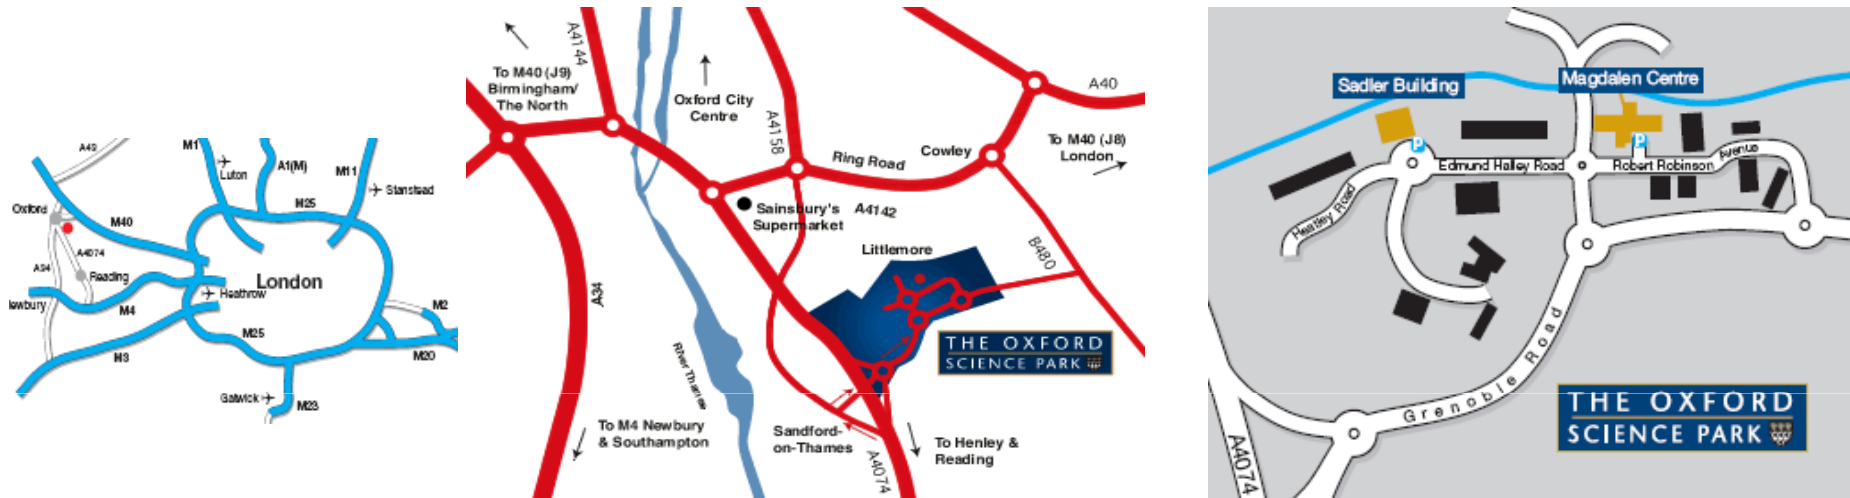 A43
M1
Luton
A1(M)
M11
Stanstead
M25
Oxford
M40
A4074
A34
Reading
London
Heathrow
ewbury
M4
M25
M2
M3
M20
Gatwick
M23
A4144
To M40 (J9)
Birmingham/
The North
Oxford City
Centre
A4158
A40
To M40 (J8)
London
Ring Road
Cowley
Sainsbury's
Supermarket
A4142
Littlemore
B480
A34
River Thames
THE OXFORD
SCIENCE PARK
To M4 Newbury
& Southampton
Sandford-
on-Thames
To Henley &
Reading
A4074
Sadler Building
Magdalen Centre
P
P
Edmund Halley Road
Robert Robinson Avenue
Heatley Road
Grenoble Road
THE OXFORD
SCIENCE PARK
A4074